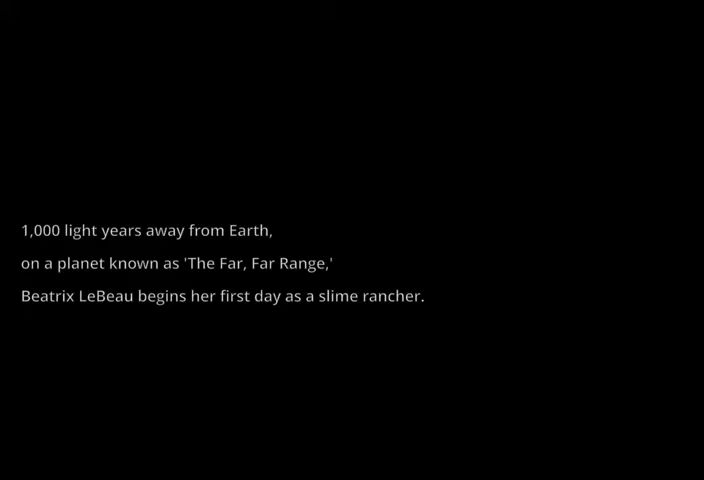 1,000 light years away from Earth,
on a planet known as 'The Far, Far Range,'
Beatrix LeBeau begins her first day as a slime rancher.